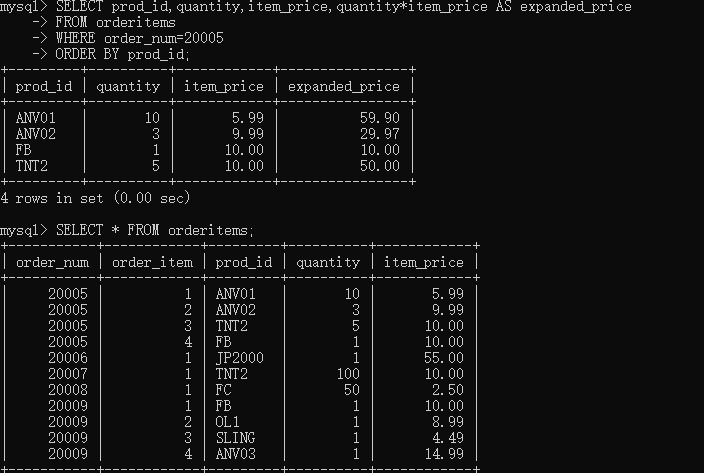 mysql> SELECT prod_id,quantity,item_price,quantity*item_price AS expanded_price
    -> FROM orderitems
    -> WHERE order_num=20005
    -> ORDER BY prod_id;
+---------+----------+------------+----------------+
| prod_id | quantity | item_price | expanded_price |
+---------+----------+------------+----------------+
| ANV01   |       10 |       5.99 |          59.90 |
| ANV02   |        3 |       9.99 |          29.97 |
| FB      |        1 |      10.00 |          10.00 |
| TNT2    |        5 |      10.00 |          50.00 |
+---------+----------+------------+----------------+
4 rows in set (0.00 sec)
mysql> SELECT * FROM orderitems;
+-----------+------------+---------+----------+------------+
| order_num | order_item | prod_id | quantity | item_price |
+-----------+------------+---------+----------+------------+
|     20005 |          1 | ANV01   |       10 |       5.99 |
|     20005 |          2 | ANV02   |        3 |       9.99 |
|     20005 |          3 | TNT2    |        5 |      10.00 |
|     20005 |          4 | FB      |        1 |      10.00 |
|     20006 |          1 | JP2000  |        1 |      55.00 |
|     20007 |          1 | TNT2    |      100 |      10.00 |
|     20008 |          1 | FC      |       50 |       2.50 |
|     20009 |          1 | FB      |        1 |      10.00 |
|     20009 |          2 | OL1     |        1 |       8.99 |
|     20009 |          3 | SLING   |        1 |       4.49 |
|     20009 |          4 | ANV03   |        1 |      14.99 |
+-----------+------------+---------+----------+------------+